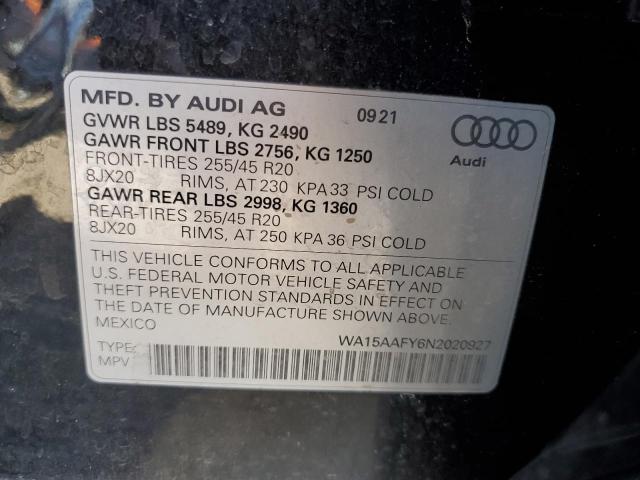 MFD. BY AUDI AG 09 21
GVWR LBS 5489, KG 2490
GAWR FRONT LBS 2756, KG 1250
FRONT-TIRES 255/45 R20
8JX20 RIMS, AT 230 KPA 33 PSI COLD
GAWR REAR LBS 2998, KG 1360
REAR-TIRES 255/45 R20
8JX20 RIMS, AT 250 KPA 36 PSI COLD
Audi
THIS VEHICLE CONFORMS TO ALL APPLICABLE
U.S. FEDERAL MOTOR VEHICLE SAFETY AND
THEFT PREVENTION STANDARDS IN EFFECT ON
THE DATE OF MANUFACTURE SHOWN ABOVE.
MEXICO
WA15AAFY6N2020927
TYPE:
MPV